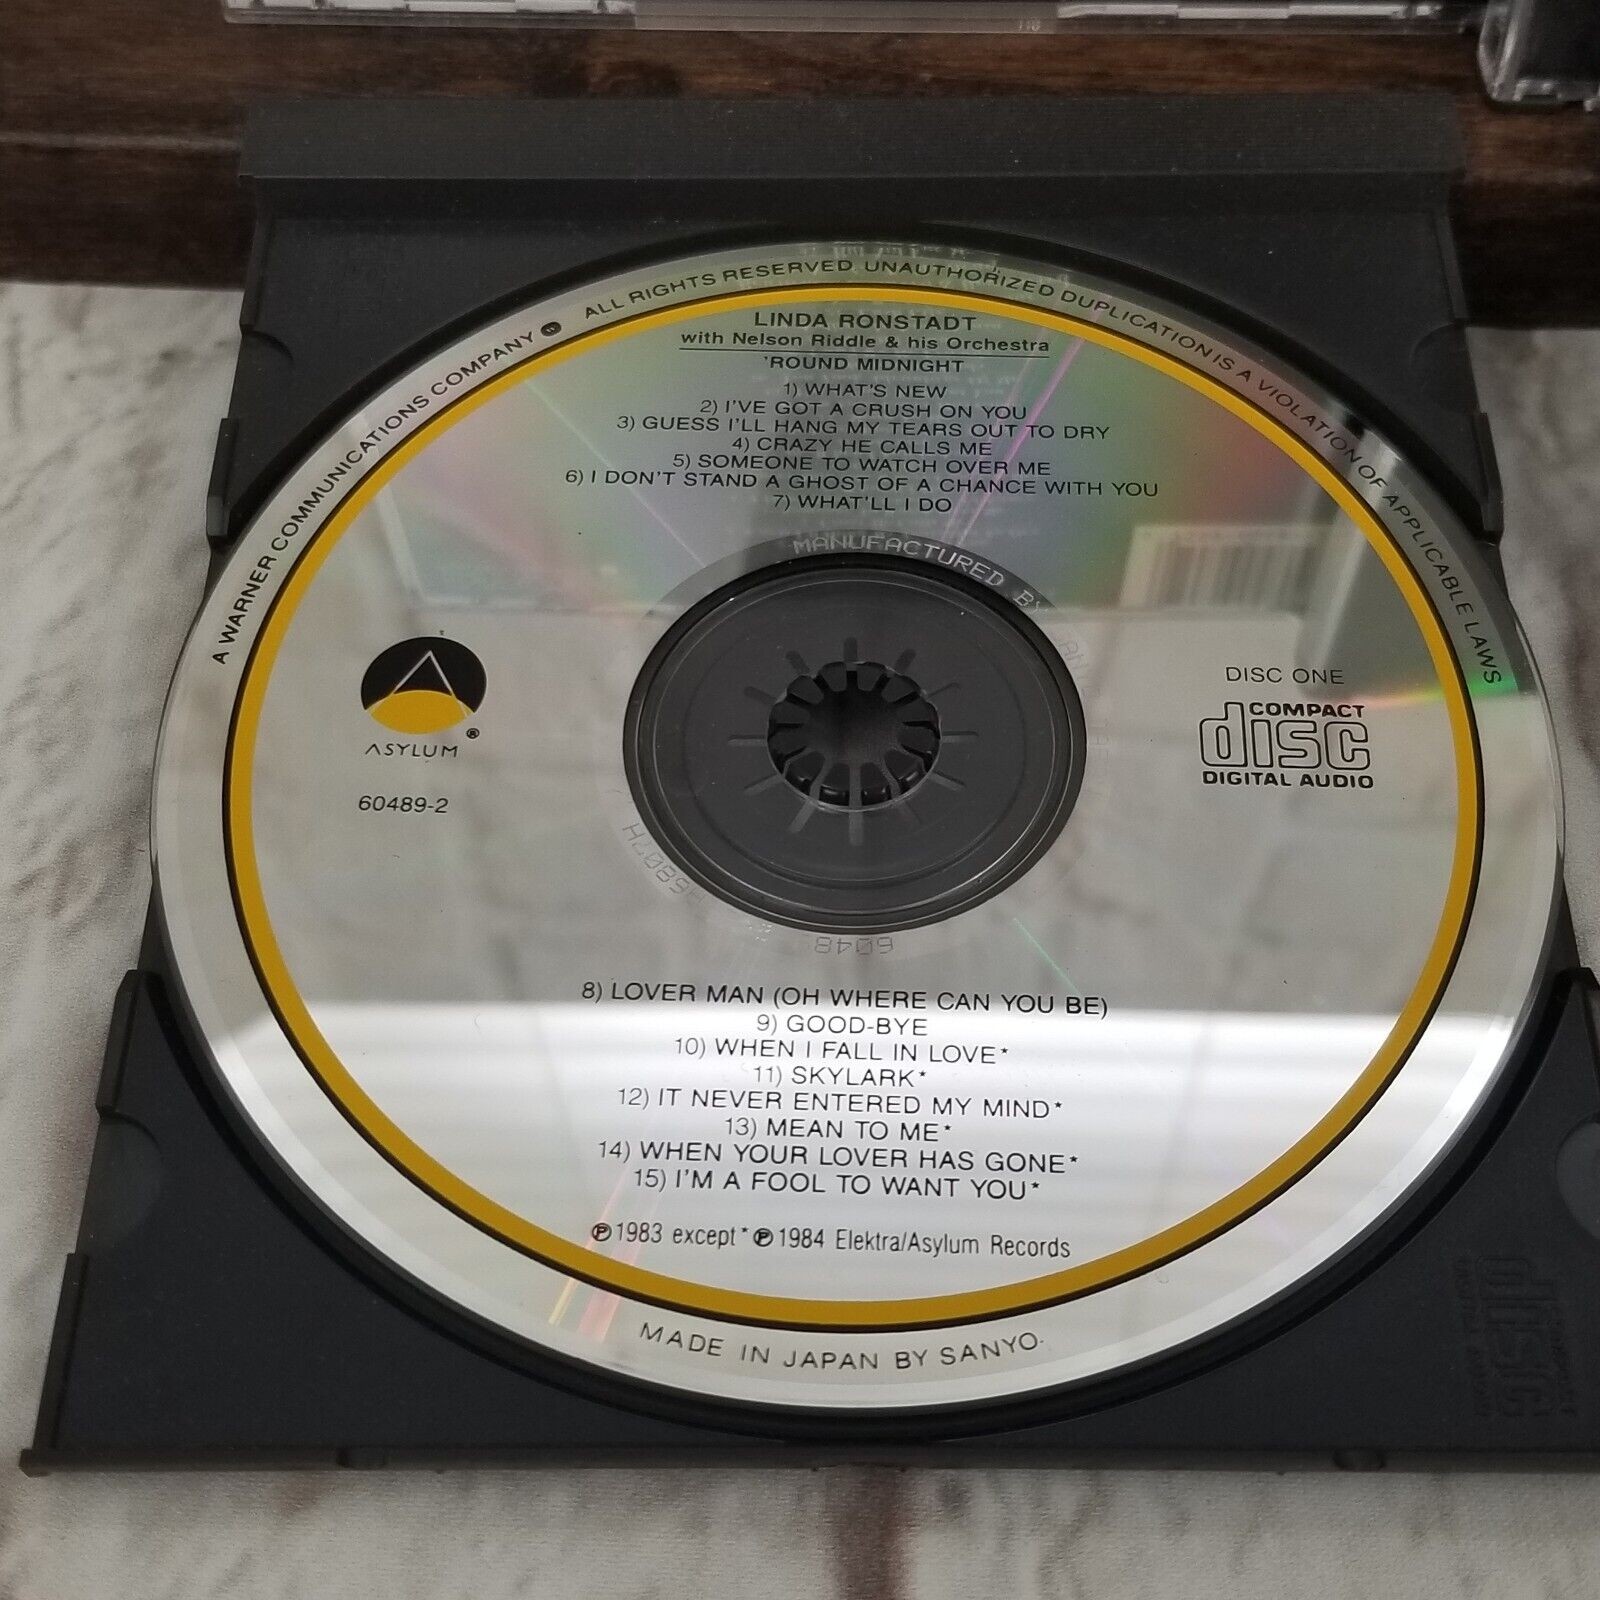 A WARNER COMMUNICATIONS COMPANY ALL RIGHTS RESERVED. UNAUTHORIZED DUPLICATION IS A VIOLATION OF APPLICABLE LAWS
LINDA RONSTADT
with Nelson Riddle & his Orchestra
'ROUND MIDNIGHT
1) WHAT'S NEW
2) I'VE GOT A CRUSH ON YOU
3) GUESS I'LL HANG MY TEARS OUT TO DRY
4) CRAZY HE CALLS ME
5) SOMEONE TO WATCH OVER ME
6) I DON'T STAND A GHOST OF A CHANCE WITH YOU
7) WHAT'LL I DO
MANUFACTURED BY
ASYLUM ®
60489-2
DISC ONE
COMPACT
disc
DIGITAL AUDIO
6048
8) LOVER MAN (OH WHERE CAN YOU BE)
9) GOOD-BYE
10) WHEN I FALL IN LOVE*
11) SKYLARK*
12) IT NEVER ENTERED MY MIND*
13) MEAN TO ME*
14) WHEN YOUR LOVER HAS GONE*
15) I'M A FOOL TO WANT YOU*
℗ 1983 except * ℗ 1984 Elektra/Asylum Records
MADE IN JAPAN BY SANYO.
disc